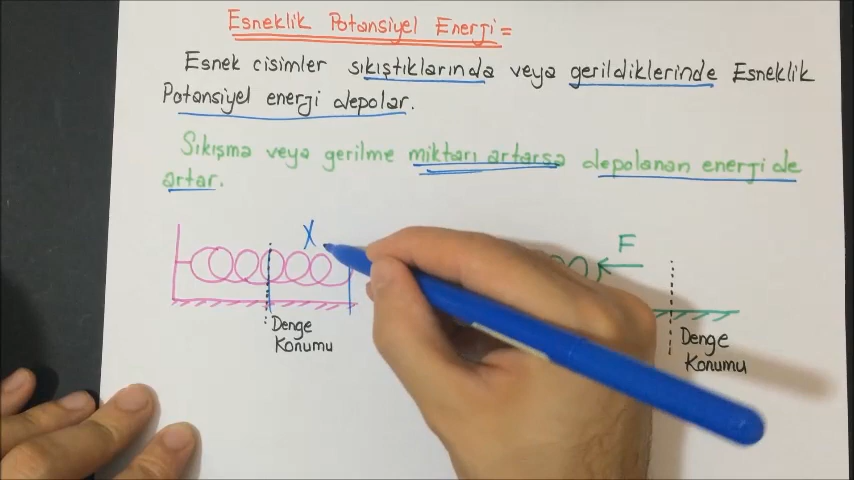 Esneklik Potansiyel Enerji=
Esnek cisimler sıkıştıklarında veya gerildiklerinde Esneklik
Potansiyel enerji depolar.
Sıkışma veya gerilme miktarı artarsa depolanan enerji de
artar.
X
F
Denge
Konumu
Denge
Konumu